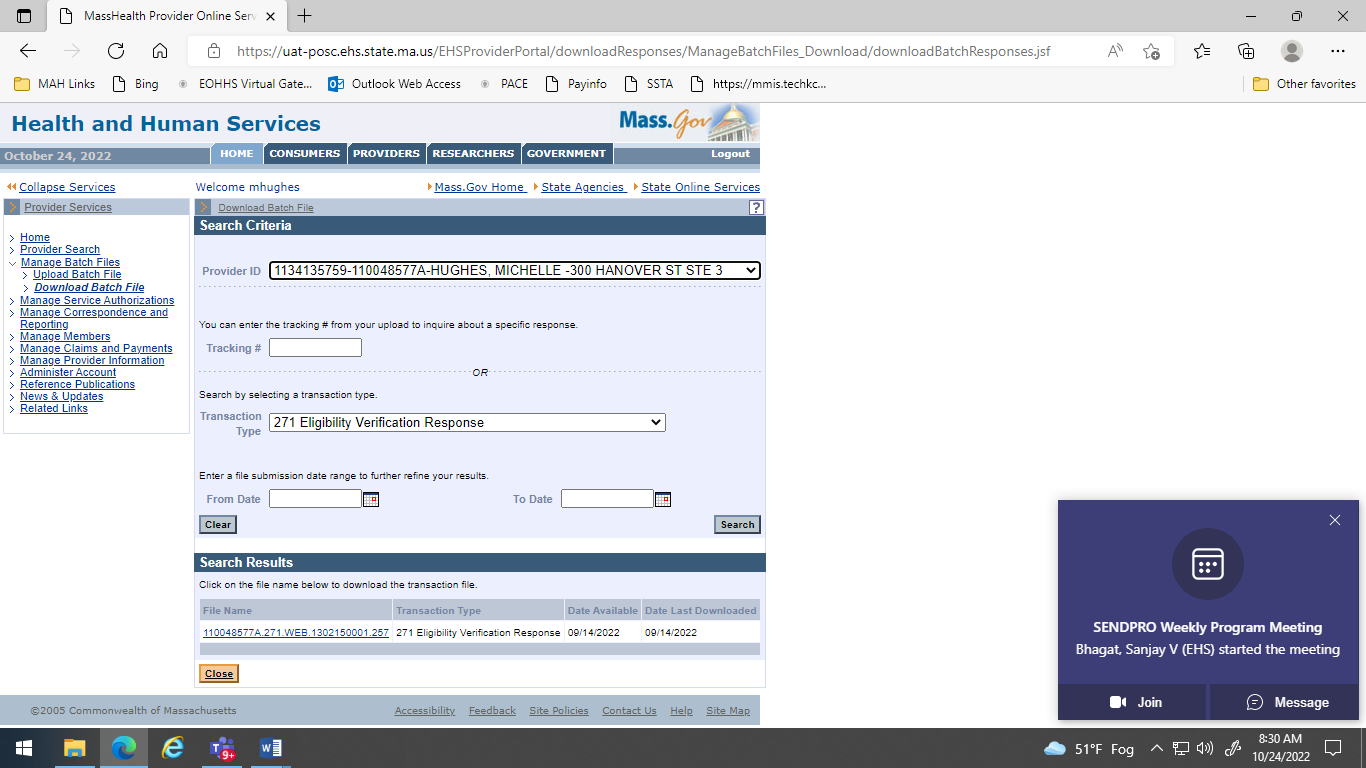 MassHealth Provider Online Serv
https://uat-posc.ehs.state.ma.us/EHSProviderPortal/downloadResponses/ManageBatchFiles_Download/downloadBatchResponses.jsf
MAH Links Bing EOHHS Virtual Gate... Outlook Web Access PACE Payinfo SSTA https://mmis.techkc... Other favorites
Health and Human Services Mass.Gov
October 24, 2022 HOME CONSUMERS PROVIDERS RESEARCHERS GOVERNMENT Logout
Collapse Services Welcome mhughes Mass.Gov Home State Agencies State Online Services
Provider Services
Home
Provider Search
Manage Batch Files
Upload Batch File
Download Batch File
Manage Service Authorizations
Manage Correspondence and
Reporting
Manage Members
Manage Claims and Payments
Manage Provider Information
Administer Account
Reference Publications
News & Updates
Related Links
Download Batch File ?
Search Criteria
Provider ID 1134135759-110048577A-HUGHES, MICHELLE -300 HANOVER ST STE 3
You can enter the tracking # from your upload to inquire about a specific response.
Tracking #
OR
Search by selecting a transaction type.
Transaction
Type 271 Eligibility Verification Response
Enter a file submission date range to further refine your results.
From Date To Date
Clear Search
Search Results
Click on the file name below to download the transaction file.
File Name Transaction Type Date Available Date Last Downloaded
110048577A.271.WEB.1302150001.257 271 Eligibility Verification Response 09/14/2022 09/14/2022
Close
©2005 Commonwealth of Massachusetts Accessibility Feedback Site Policies Contact Us Help Site Map
SENDPRO Weekly Program Meeting
Bhagat, Sanjay V (EHS) started the meeting
Join Message
9+
51°F Fog 8:30 AM
10/24/2022